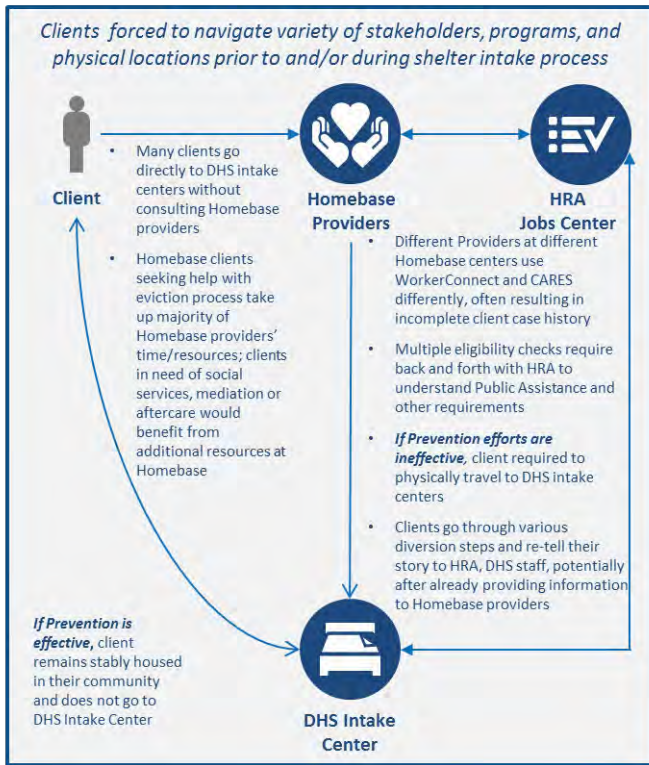 Clients forced to navigate variety of stakeholders, programs, and
physical locations prior to and/or during shelter intake process
Client
Homebase
Providers
HRA
Jobs Center
• Many clients go
directly to DHS intake
centers without
consulting Homebase
providers
• Homebase clients
seeking help with
eviction process take
up majority of
Homebase providers’
time/resources; clients
in need of social
services, mediation or
aftercare would
benefit from
additional resources at
Homebase
• Different Providers at different
Homebase centers use
WorkerConnect and CARES
differently, often resulting in
incomplete client case history
• Multiple eligibility checks require
back and forth with HRA to
understand Public Assistance and
other requirements
• If Prevention efforts are
ineffective, client required to
physically travel to DHS intake
centers
• Clients go through various
diversion steps and re-tell their
story to HRA, DHS staff, potentially
after already providing information
to Homebase providers
If Prevention is
effective, client
remains stably housed
in their community
and does not go to
DHS Intake Center
DHS Intake
Center